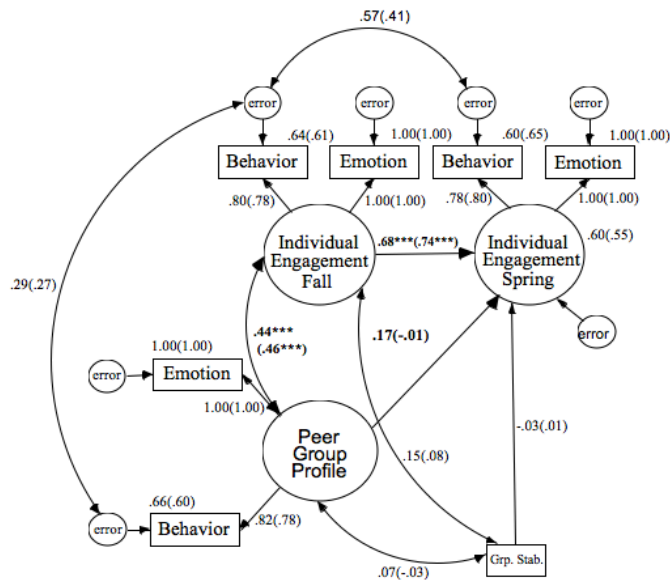 .57(.41)
error
error
error
error
.64(.61)
1.00(1.00)
.60(.65)
1.00(1.00)
Behavior
Emotion
Behavior
Emotion
.80(.78)
1.00(1.00)
.78(.80)
1.00(1.00)
Individual
Engagement
Fall
.68***(.74***)
Individual
Engagement
Spring
.60(.55)
.29(.27)
.44***
(.46***)
.17(-.01)
error
1.00(1.00)
error
Emotion
1.00(1.00)
Peer
Group
Profile
-.03(.01)
.15(.08)
.66(.60)
error
Behavior
.82(.78)
.07(-.03)
Grp. Stab.